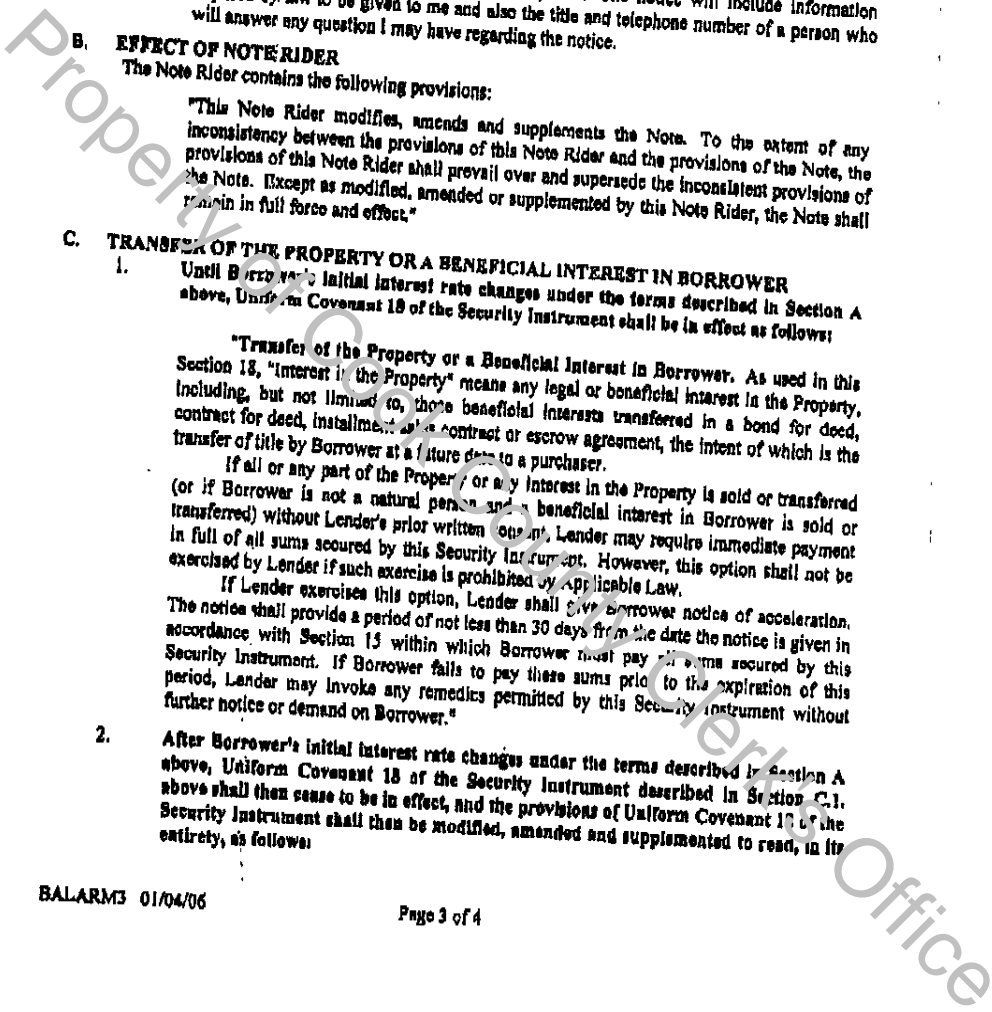 by law to be given to me and also the title and telephone number of a person who
will answer any question I may have regarding the notice.
B. EFFECT OF NOTE RIDER
The Note Rider contains the following provisions:
"This Note Rider modifies, amends and supplements the Note. To the extent of any
inconsistency between the provisions of this Note Rider and the provisions of the Note, the
provisions of this Note Rider shall prevail over and supersede the inconsistent provisions of
the Note. Except as modified, amended or supplemented by this Note Rider, the Note shall
remain in full force and effect."
C. TRANSFER OF THE PROPERTY OR A BENEFICIAL INTEREST IN BORROWER
1. Until Borrower's initial interest rate changes under the terms described in Section A
above, Uniform Covenant 18 of the Security Instrument shall be in effect as follows:
"Transfer of the Property or a Beneficial Interest in Borrower. As used in this
Section 18, "Interest in the Property" means any legal or beneficial interest in the Property,
including, but not limited to, those beneficial interests transferred in a bond for deed,
contract for deed, installment sales contract or escrow agreement, the intent of which is the
transfer of title by Borrower at a future date to a purchaser.
If all or any part of the Property or any Interest in the Property is sold or transferred
(or if Borrower is not a natural person and a beneficial interest in Borrower is sold or
transferred) without Lender's prior written consent, Lender may require immediate payment
in full of all sums secured by this Security Instrument. However, this option shall not be
exercised by Lender if such exercise is prohibited by Applicable Law.
If Lender exercises this option, Lender shall give Borrower notice of acceleration.
The notice shall provide a period of not less than 30 days from the date the notice is given in
accordance with Section 15 within which Borrower must pay all sums secured by this
Security Instrument. If Borrower fails to pay these sums prior to the expiration of this
period, Lender may invoke any remedies permitted by this Security Instrument without
further notice or demand on Borrower."
2. After Borrower's initial interest rate changes under the terms described in Section A
above, Uniform Covenant 18 of the Security Instrument described in Section C.1.
above shall then cease to be in effect, and the provisions of Uniform Covenant 18 of the
Security Instrument shall then be modified, amended and supplemented to read, in its
entirety, as follows:
BALARM3 01/04/06
Page 3 of 4
Property of Cook County Clerk's Office